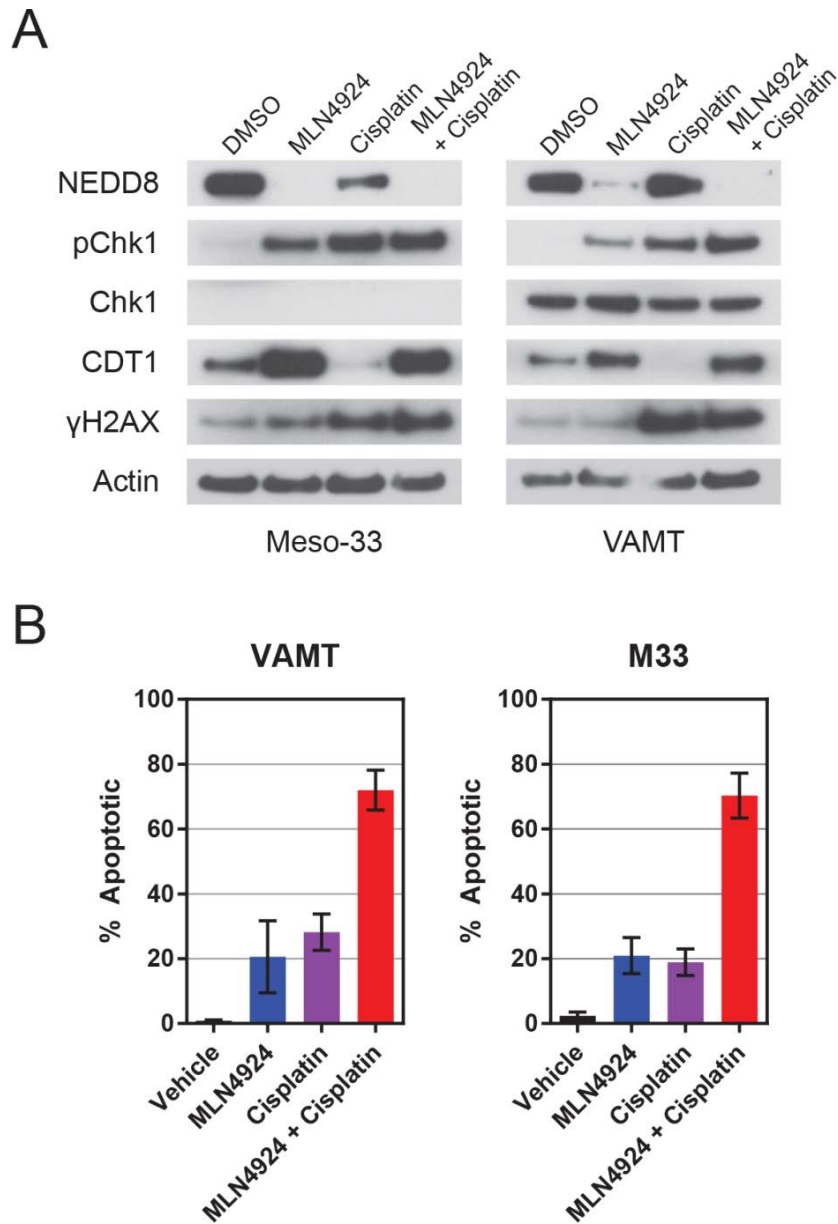 A
DMSO
MLN4924
Cisplatin
MLN4924
+ Cisplatin
DMSO
MLN4924
Cisplatin
MLN4924
+ Cisplatin
NEDD8
pChk1
Chk1
CDT1
γH2AX
Actin
Meso-33
VAMT
B
VAMT
% Apoptotic
100
80
60
40
20
0
Vehicle
MLN4924
Cisplatin
MLN4924 + Cisplatin
M33
% Apoptotic
100
80
60
40
20
0
Vehicle
MLN4924
Cisplatin
MLN4924 + Cisplatin